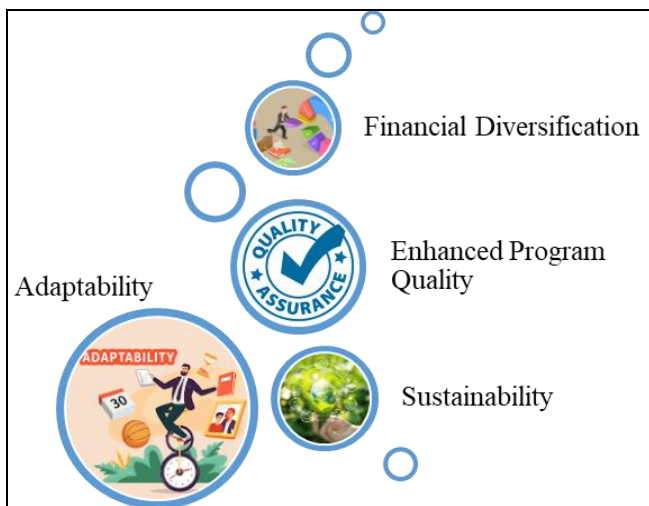 Financial Diversification
QUALITY
ASSURANCE
Enhanced Program
Quality
Adaptability
ADAPTABILITY
30
Sustainability